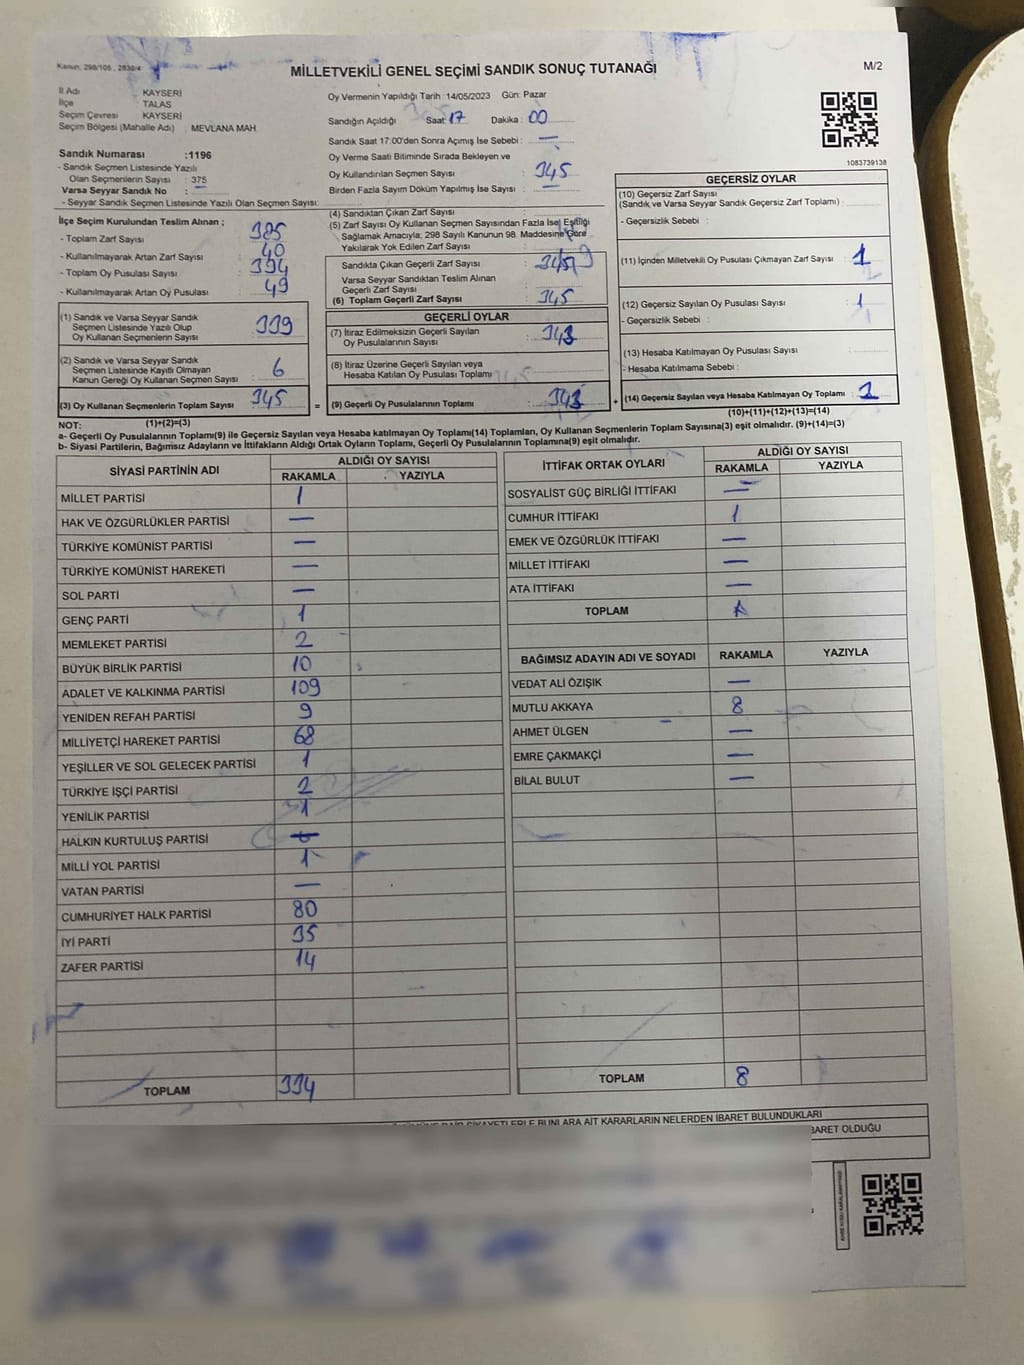 Kanun: 298/105 , 2839/4
MİLLETVEKİLİ GENEL SEÇİMİ SANDIK SONUÇ TUTANAĞI
M/2
İl Adı KAYSERİ
İlçe TALAS
Seçim Çevresi KAYSERİ
Seçim Bölgesi (Mahalle Adı) : MEVLANA MAH.
Sandık Numarası :1196
- Sandık Seçmen Listesinde Yazılı
Olan Seçmenlerin Sayısı : 375
Varsa Seyyar Sandık No :
- Seyyar Sandık Seçmen Listesinde Yazılı Olan Seçmen Sayısı:
Oy Vermenin Yapıldığı Tarih :14/05/2023 Gün: Pazar
Sandığın Açıldığı Saat: 17 Dakika : 00
Sandık Saat 17:00'den Sonra Açımış İse Sebebi : —
Oy Verme Saati Bitiminde Sırada Bekleyen ve
Oy Kullandırılan Seçmen Sayısı : 345
Birden Fazla Sayım Döküm Yapılmış İse Sayısı : —
1083739138
İlçe Seçim Kurulundan Teslim Alınan ;
- Toplam Zarf Sayısı : 385
- Kullanılmayarak Artan Zarf Sayısı : 40
- Toplam Oy Pusulası Sayısı : 394
- Kullanılmayarak Artan Oy Pusulası : 49
(4) Sandıktan Çıkan Zarf Sayısı :
(5) Zarf Sayısı Oy Kullanan Seçmen Sayısından Fazla İse( Eşitliği
Sağlamak Amacıyla; 298 Sayılı Kanunun 98. Maddesine Göre
Yakılarak Yok Edilen Zarf Sayısı :
Sandıkta Çıkan Geçerli Zarf Sayısı : 345
Varsa Seyyar Sandıktan Teslim Alınan
Geçerli Zarf Sayısı :
(6) Toplam Geçerli Zarf Sayısı : 345
GEÇERSİZ OYLAR
(10) Geçersiz Zarf Sayısı
(Sandık ve Varsa Seyyar Sandık Geçersiz Zarf Toplamı) :
- Geçersizlik Sebebi :
(11) İçinden Milletvekili Oy Pusulası Çıkmayan Zarf Sayısı : 1
(12) Geçersiz Sayılan Oy Pusulası Sayısı : 1
- Geçersizlik Sebebi :
(13) Hesaba Katılmayan Oy Pusulası Sayısı :
- Hesaba Katılmama Sebebi :
(14) Geçersiz Sayılan veya Hesaba Katılmayan Oy Toplamı : 2
(10)+(11)+(12)+(13)=(14)
(1) Sandık ve Varsa Seyyar Sandık
Seçmen Listesinde Yazılı Olup
Oy Kullanan Seçmenlerin Sayısı : 339
(2) Sandık ve Varsa Seyyar Sandık
Seçmen Listesinde Kayıtlı Olmayan
Kanun Gereği Oy Kullanan Seçmen Sayısı : 6
(3) Oy Kullanan Seçmenlerin Toplam Sayısı : 345
(1)+(2)=(3)
GEÇERLİ OYLAR
(7) İtiraz Edilmeksizin Geçerli Sayılan
Oy Pusulalarının Sayısı : 343
(8) İtiraz Üzerine Geçerli Sayılan veya
Hesaba Katılan Oy Pusulası Toplamı :
= (9) Geçerli Oy Pusulalarının Toplamı : 343 +
NOT:
a- Geçerli Oy Pusulalarının Toplamı(9) ile Geçersiz Sayılan veya Hesaba katılmayan Oy Toplamı(14) Toplamları, Oy Kullanan Seçmenlerin Toplam Sayısına(3) eşit olmalıdır. (9)+(14)=(3)
b- Siyasi Partilerin, Bağımsız Adayların ve İttifakların Aldığı Ortak Oyların Toplamı, Geçerli Oy Pusulalarının Toplamına(9) eşit olmalıdır.
SİYASİ PARTİNİN ADI ALDIĞI OY SAYISI
RAKAMLA YAZIYLA
MİLLET PARTİSİ 1
HAK VE ÖZGÜRLÜKLER PARTİSİ —
TÜRKİYE KOMÜNİST PARTİSİ —
TÜRKİYE KOMÜNİST HAREKETİ —
SOL PARTİ —
GENÇ PARTİ 1
MEMLEKET PARTİSİ 2
BÜYÜK BİRLİK PARTİSİ 10
ADALET VE KALKINMA PARTİSİ 109
YENİDEN REFAH PARTİSİ 9
MİLLİYETÇİ HAREKET PARTİSİ 68
YEŞİLLER VE SOL GELECEK PARTİSİ 1
TÜRKİYE İŞÇİ PARTİSİ 2
YENİLİK PARTİSİ 1
HALKIN KURTULUŞ PARTİSİ —
MİLLİ YOL PARTİSİ 1
VATAN PARTİSİ —
CUMHURİYET HALK PARTİSİ 80
İYİ PARTİ 35
ZAFER PARTİSİ 14
TOPLAM 334
İTTİFAK ORTAK OYLARI ALDIĞI OY SAYISI
RAKAMLA YAZIYLA
SOSYALİST GÜÇ BİRLİĞİ İTTİFAKI —
CUMHUR İTTİFAKI 1
EMEK VE ÖZGÜRLÜK İTTİFAKI —
MİLLET İTTİFAKI —
ATA İTTİFAKI —
TOPLAM 1
BAĞIMSIZ ADAYIN ADI VE SOYADI RAKAMLA YAZIYLA
VEDAT ALİ ÖZIŞIK —
MUTLU AKKAYA 8
AHMET ÜLGEN —
EMRE ÇAKMAKÇİ —
BİLAL BULUT —
TOPLAM 8
ŞİKAYETLERLE BUNLARA AİT KARARLARIN NELERDEN İBARET BULUNDUKLARI
BARET OLDUĞU